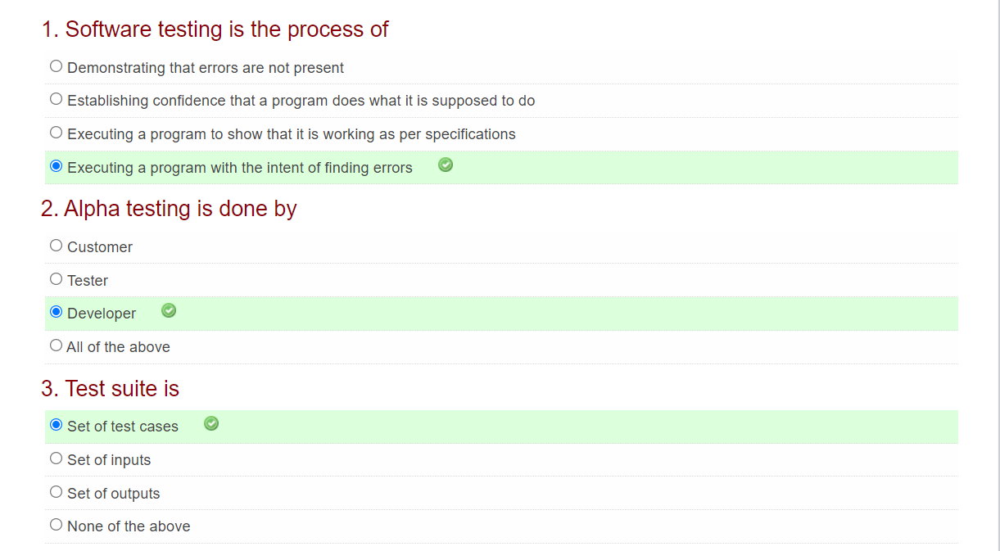 1. Software testing is the process of
Demonstrating that errors are not present
Establishing confidence that a program does what it is supposed to do
Executing a program to show that it is working as per specifications
Executing a program with the intent of finding errors
2. Alpha testing is done by
Customer
Tester
Developer
All of the above
3. Test suite is
Set of test cases
Set of inputs
Set of outputs
None of the above